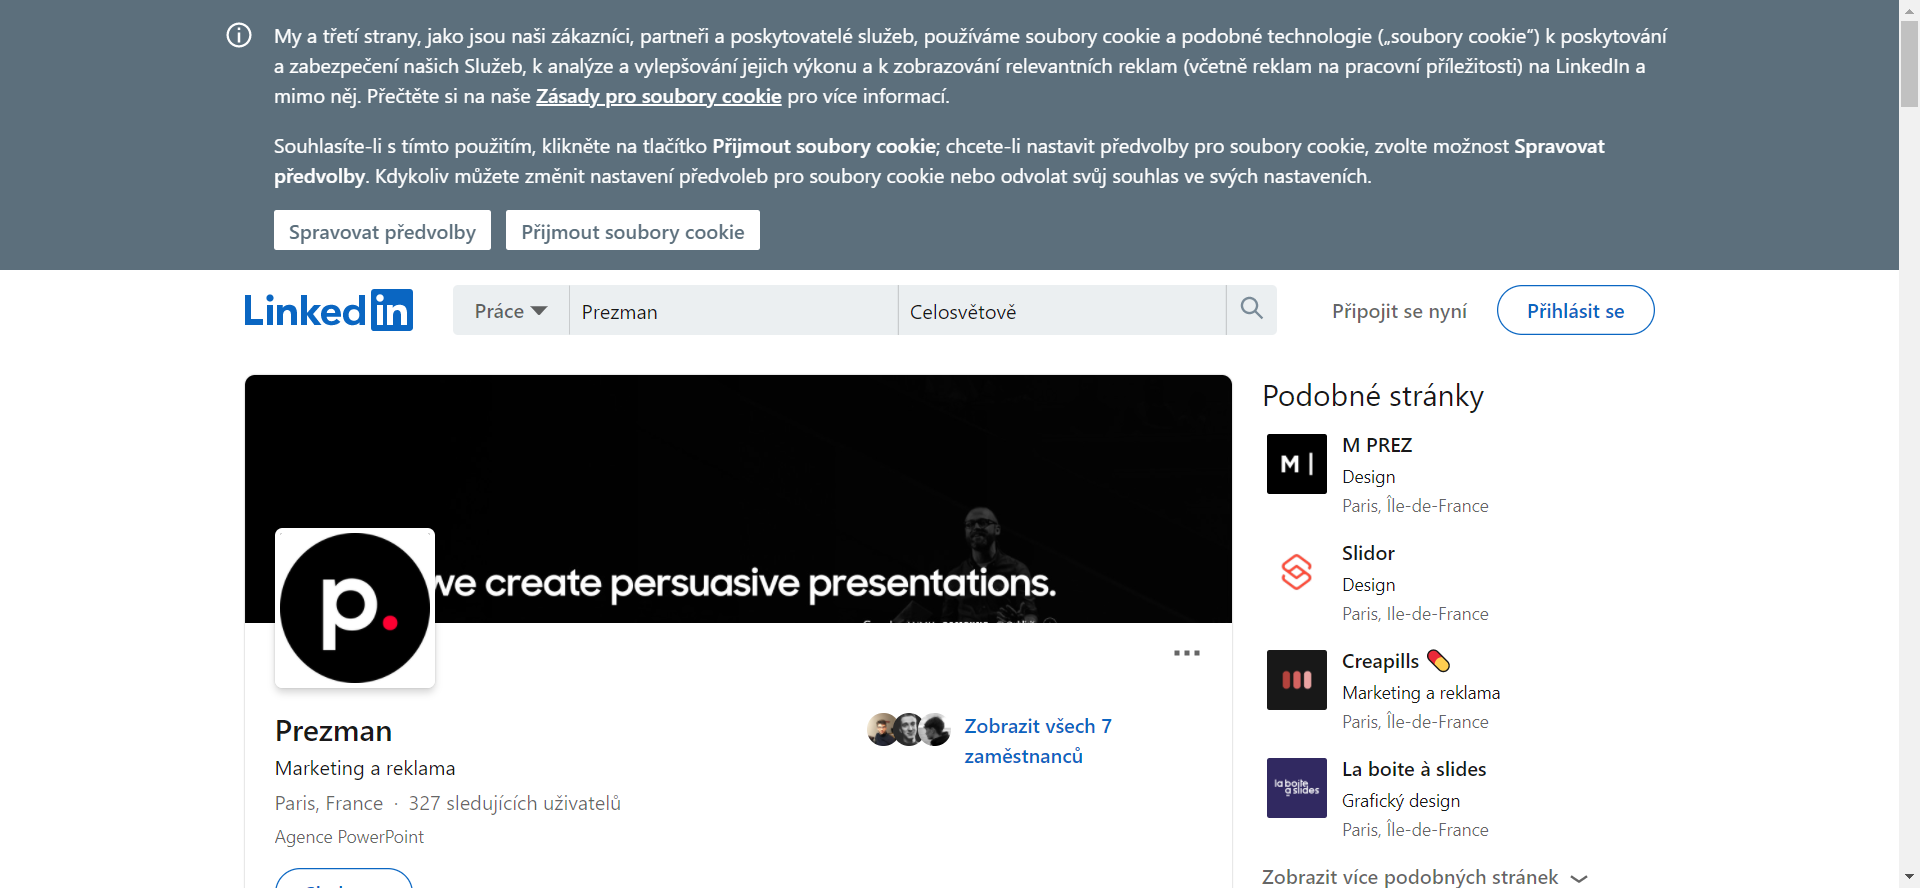 My a třetí strany, jako jsou naši zákazníci, partneři a poskytovatelé služeb, používáme soubory cookie a podobné technologie („soubory cookie“) k poskytování
a zabezpečení našich Služeb, k analýze a vylepšování jejich výkonu a k zobrazování relevantních reklam (včetně reklam na pracovní příležitosti) na LinkedIn a
mimo něj. Přečtěte si na naše Zásady pro soubory cookie pro více informací.
Souhlasíte-li s tímto použitím, klikněte na tlačítko Přijmout soubory cookie; chcete-li nastavit předvolby pro soubory cookie, zvolte možnost Spravovat
předvolby. Kdykoliv můžete změnit nastavení předvoleb pro soubory cookie nebo odvolat svůj souhlas ve svých nastaveních.
Spravovat předvolby
Přijmout soubory cookie
LinkedIn
Práce
Prezman
Celosvětově
Připojit se nyní
Přihlásit se
we create persuasive presentations.
p.
Prezman
Marketing a reklama
Paris, France · 327 sledujících uživatelů
Agence PowerPoint
Zobrazit všech 7
zaměstnanců
Podobné stránky
M |
M PREZ
Design
Paris, Île-de-France
Slidor
Design
Paris, Ile-de-France
Creapills
Marketing a reklama
Paris, Île-de-France
la boite
a slides
La boite à slides
Grafický design
Paris, Île-de-France
Zobrazit více podobných stránek